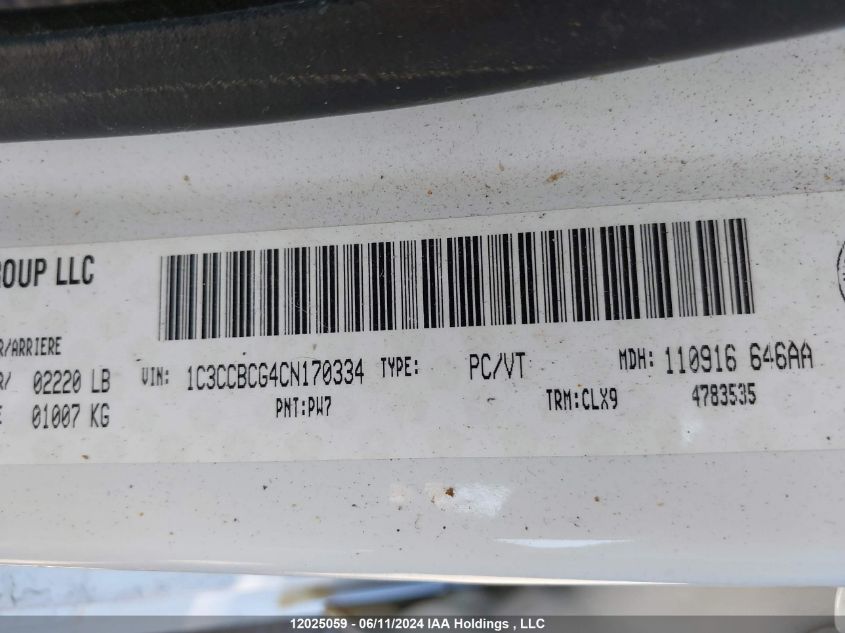 ROUP LLC
R/ARRIERE
R/ 02220 LB
E 01007 KG
VIN: 1C3CCBCG4CN170334 TYPE: PC/VT MDH: 110916 646AA
PNT:PW7 TRM:CLX9 4783535
12025059 - 06/11/2024 IAA Holdings , LLC